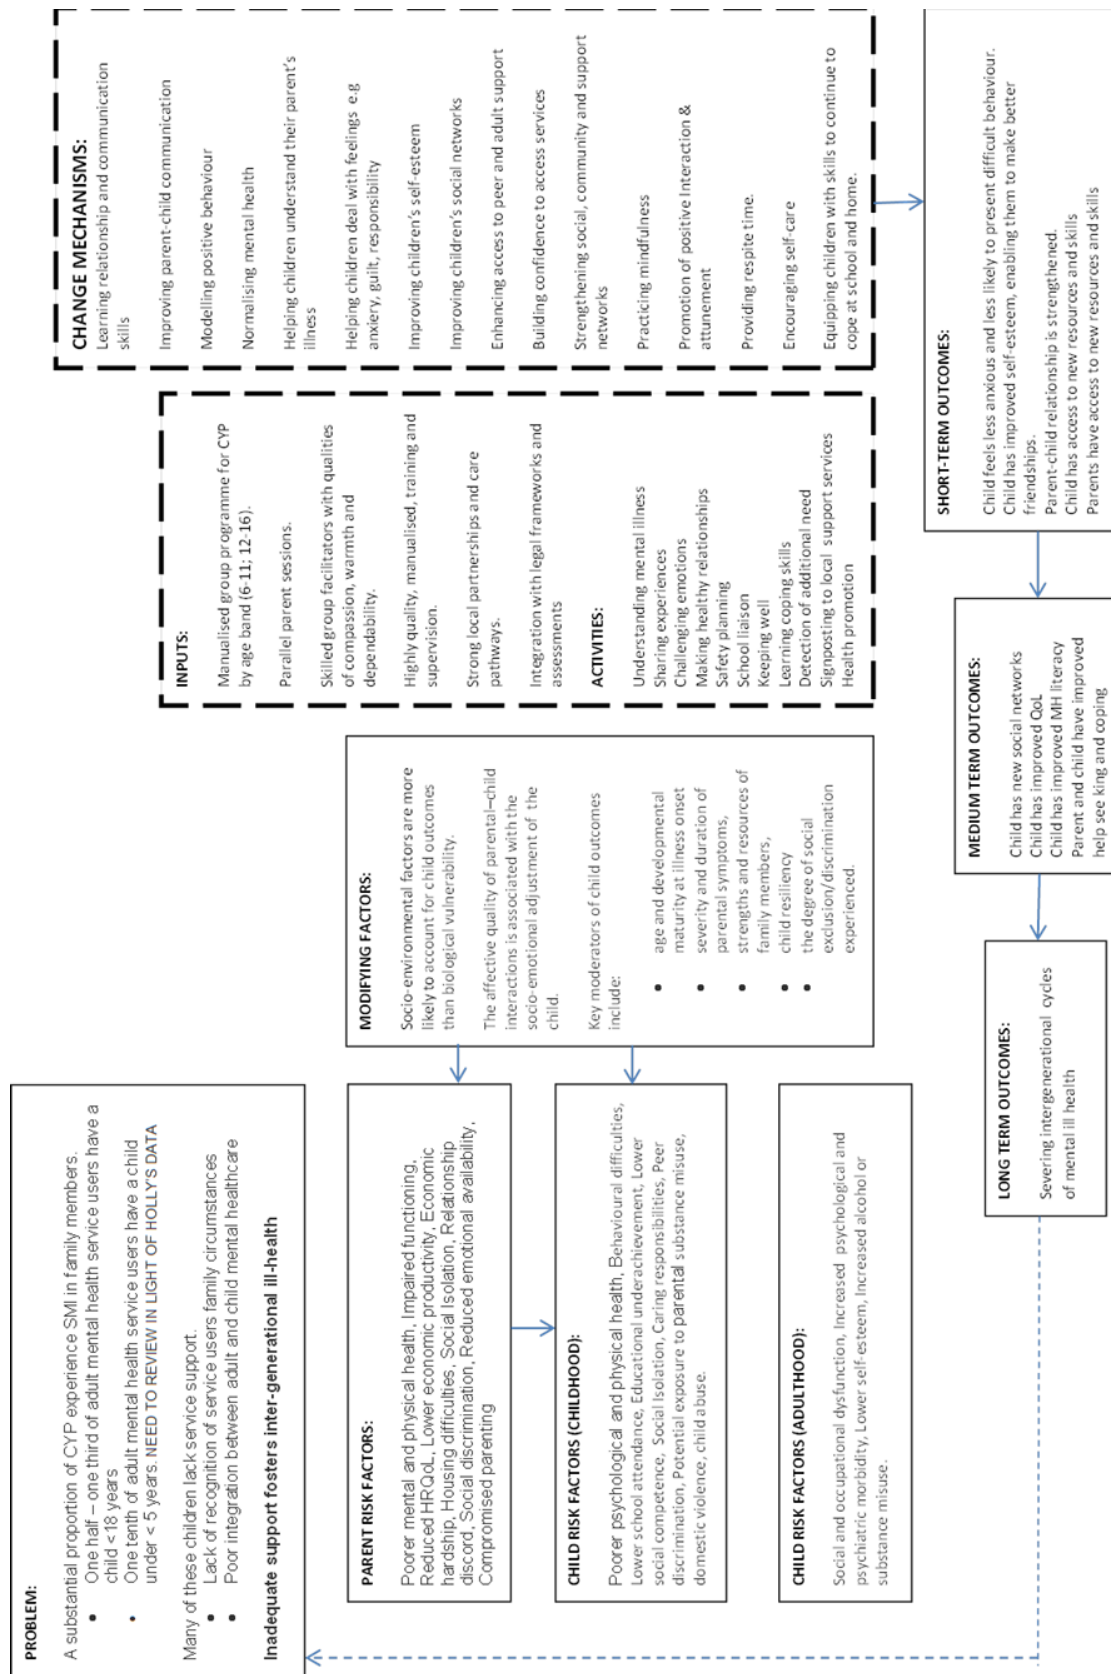 PROBLEM:
A substantial proportion of CYP experience SMI in family members.
• One half – one third of adult mental health service users have a
child <18 years
• One tenth of adult mental health service users have a child
under < 5 years. NEED TO REVIEW IN LIGHT OF HOLLY'S DATA
Many of these children lack service support.
• Lack of recognition of service users family circumstances
• Poor integration between adult and child mental healthcare
Inadequate support fosters inter-generational ill-health
PARENT RISK FACTORS:
Poorer mental and physical health, Impaired functioning,
Reduced HRQoL, Lower economic productivity, Economic
hardship, Housing difficulties, Social Isolation, Relationship
discord, Social discrimination, Reduced emotional availability,
Compromised parenting
CHILD RISK FACTORS (CHILDHOOD):
Poorer psychological and physical health, Behavioural difficulties,
Lower school attendance, Educational underachievement, Lower
social competence, Social Isolation, Caring responsibilities, Peer
discrimination, Potential exposure to parental substance misuse,
domestic violence, child abuse.
CHILD RISK FACTORS (ADULTHOOD):
Social and occupational dysfunction, Increased psychological and
psychiatric morbidity, Lower self-esteem, Increased alcohol or
substance misuse.
MODIFYING FACTORS:
Socio-environmental factors are more
likely to account for child outcomes
than biological vulnerability.
The affective quality of parental–child
interactions is associated with the
socio-emotional adjustment of the
child.
Key moderators of child outcomes
include:
• age and developmental
maturity at illness onset
• severity and duration of
parental symptoms,
• strengths and resources of
family members,
• child resiliency
• the degree of social
exclusion/discrimination
experienced.
INPUTS:
Manualised group programme for CYP
by age band (6-11; 12-16).
Parallel parent sessions.
Skilled group facilitators with qualities
of compassion, warmth and
dependability.
Highly quality, manualised, training and
supervision.
Strong local partnerships and care
pathways.
Integration with legal frameworks and
assessments
ACTIVITIES:
Understanding mental illness
Sharing experiences
Challenging emotions
Making healthy relationships
Safety planning
School liaison
Keeping well
Learning coping skills
Detection of additional need
Signposting to local support services
Health promotion
CHANGE MECHANISMS:
Learning relationship and communication
skills
Improving parent-child communication
Modelling positive behaviour
Normalising mental health
Helping children understand their parent's
illness
Helping children deal with feelings e.g
anxiery, guilt, responsibility
Improving children's self-esteem
Improving children's social networks
Enhancing access to peer and adult support
Building confidence to access services
Strengthening social, community and support
networks
Practicing mindfulness
Promotion of positive Interaction &
attunement
Providing respite time.
Encouraging self-care
Equipping children with skills to continue to
cope at school and home.
SHORT-TERM OUTCOMES:
Child feels less anxious and less likely to present difficult behaviour.
Child has improved self-esteem, enabling them to make better
friendships.
Parent-child relationship is strengthened.
Child has access to new resources and skills
Parents have access to new resources and skills
MEDIUM TERM OUTCOMES:
Child has new social networks
Child has improved QoL
Child has improved MH literacy
Parent and child have improved
help see king and coping
LONG TERM OUTCOMES:
Severing intergenerational cycles
of mental ill health